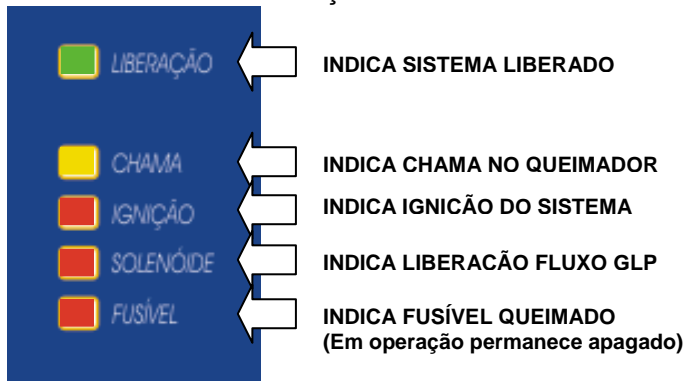 LIBERAÇÃO INDICA SISTEMA LIBERADO
CHAMA INDICA CHAMA NO QUEIMADOR
IGNIÇÃO INDICA IGNICÃO DO SISTEMA
SOLENÓIDE INDICA LIBERACÃO FLUXO GLP
FUSÍVEL INDICA FUSÍVEL QUEIMADO
(Em operação permanece apagado)